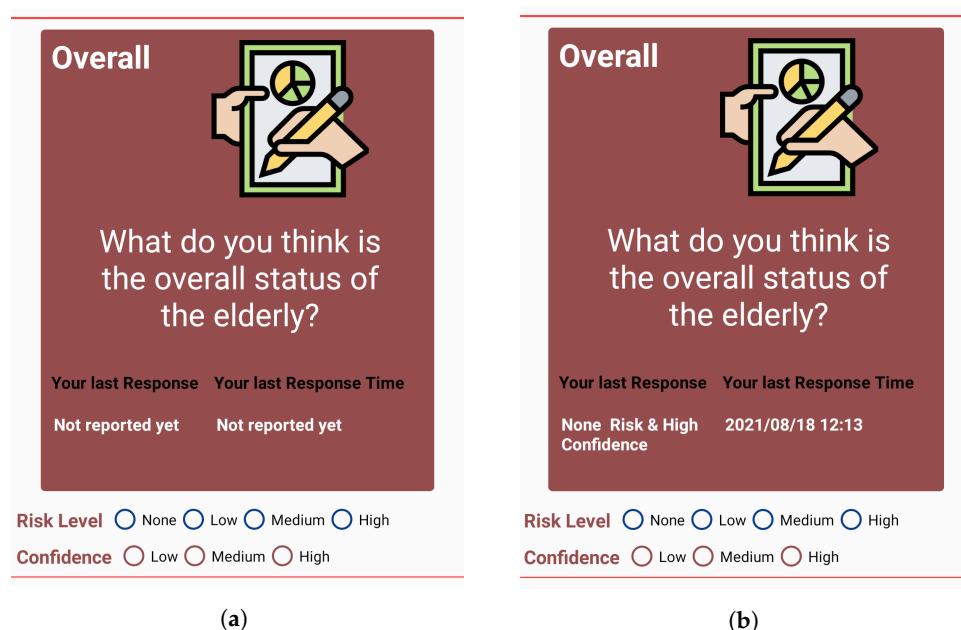 Overall
What do you think is
the overall status of
the elderly?
Your last Response Your last Response Time
Not reported yet Not reported yet
Risk Level None Low Medium High
Confidence Low Medium High
(a)
Overall
What do you think is
the overall status of
the elderly?
Your last Response Your last Response Time
None Risk & High 2021/08/18 12:13
Confidence
Risk Level None Low Medium High
Confidence Low Medium High
(b)